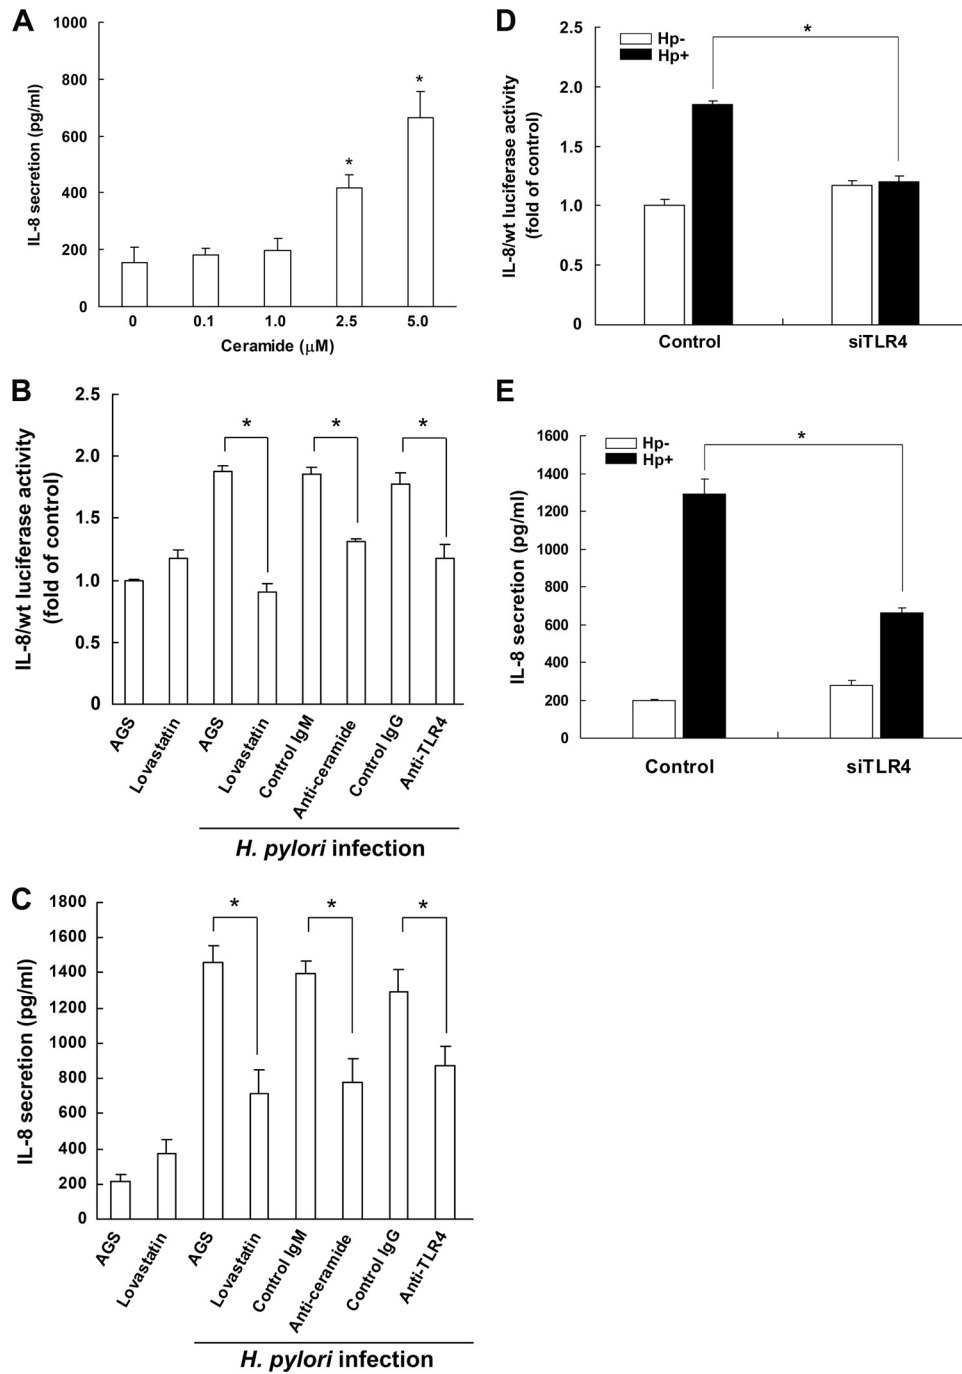 A
IL-8 secretion (pg/ml)
1000
800
600
400
200
0
*
*
0 0.1 1.0 2.5 5.0
Ceramide (μM)
B
IL-8/wt luciferase activity
(fold of control)
2.5
2.0
1.5
1.0
0.5
0
* * *
AGS
Lovastatin
AGS
Lovastatin
Control IgM
Anti-ceramide
Control IgG
Anti-TLR4
H. pylori infection
C
IL-8 secretion (pg/ml)
1800
1600
1400
1200
1000
800
600
400
200
0
* * *
AGS
Lovastatin
AGS
Lovastatin
Control IgM
Anti-ceramide
Control IgG
Anti-TLR4
H. pylori infection
D
IL-8/wt luciferase activity
(fold of control)
2.5
2.0
1.5
1.0
0.5
0
Hp-
Hp+
*
Control siTLR4
E
IL-8 secretion (pg/ml)
1600
1400
1200
1000
800
600
400
200
0
Hp-
Hp+
*
Control siTLR4